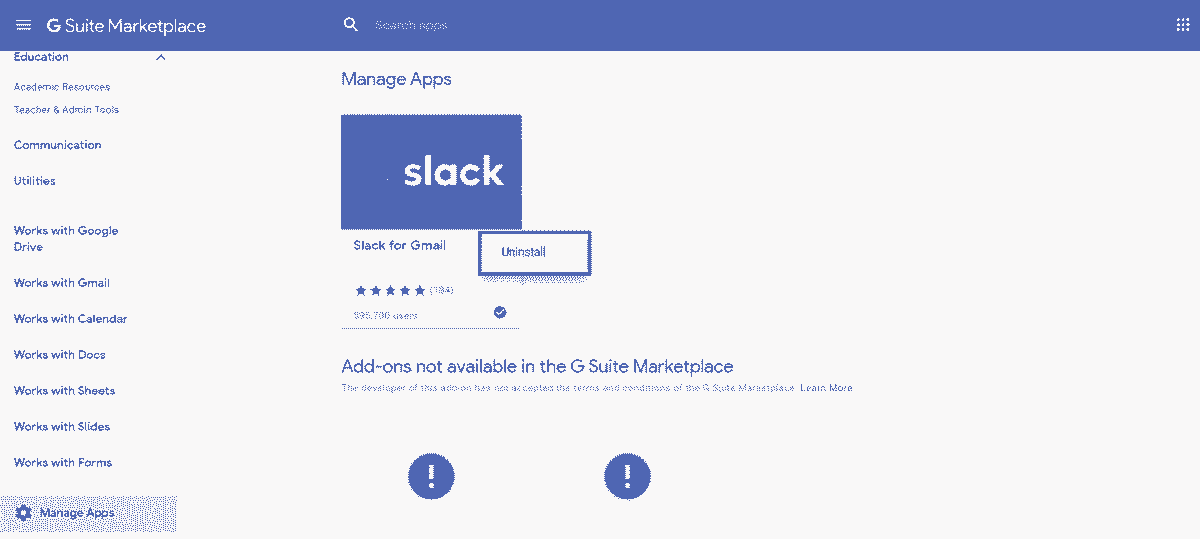 G Suite Marketplace
Search apps
Education
Academic Resources
Teacher & Admin Tools
Communication
Utilities
Works with Google
Drive
Works with Gmail
Works with Calendar
Works with Docs
Works with Sheets
Works with Slides
Works with Forms
Manage Apps
Manage Apps
slack
Slack for Gmail
Uninstall
users
Add-ons not available in the G Suite Marketplace
The developer of this add-on has not accepted the terms and conditions of the G Suite Marketplace. Learn More
! !